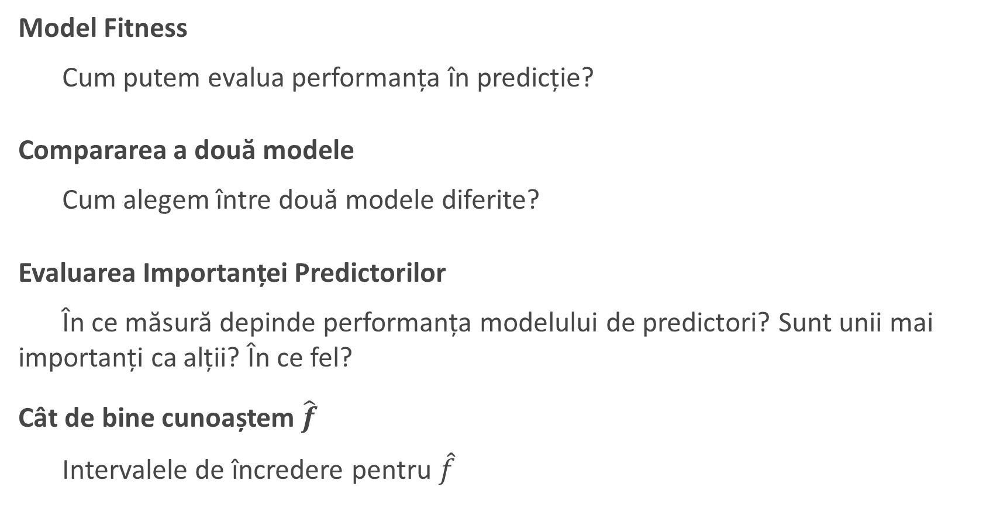 Model Fitness
Cum putem evalua performanța în predicție?
Compararea a două modele
Cum alegem între două modele diferite?
Evaluarea Importanței Predictorilor
În ce măsură depinde performanța modelului de predictori? Sunt unii mai
importanți ca alții? În ce fel?
Cât de bine cunoaștem f̂
Intervalele de încredere pentru f̂